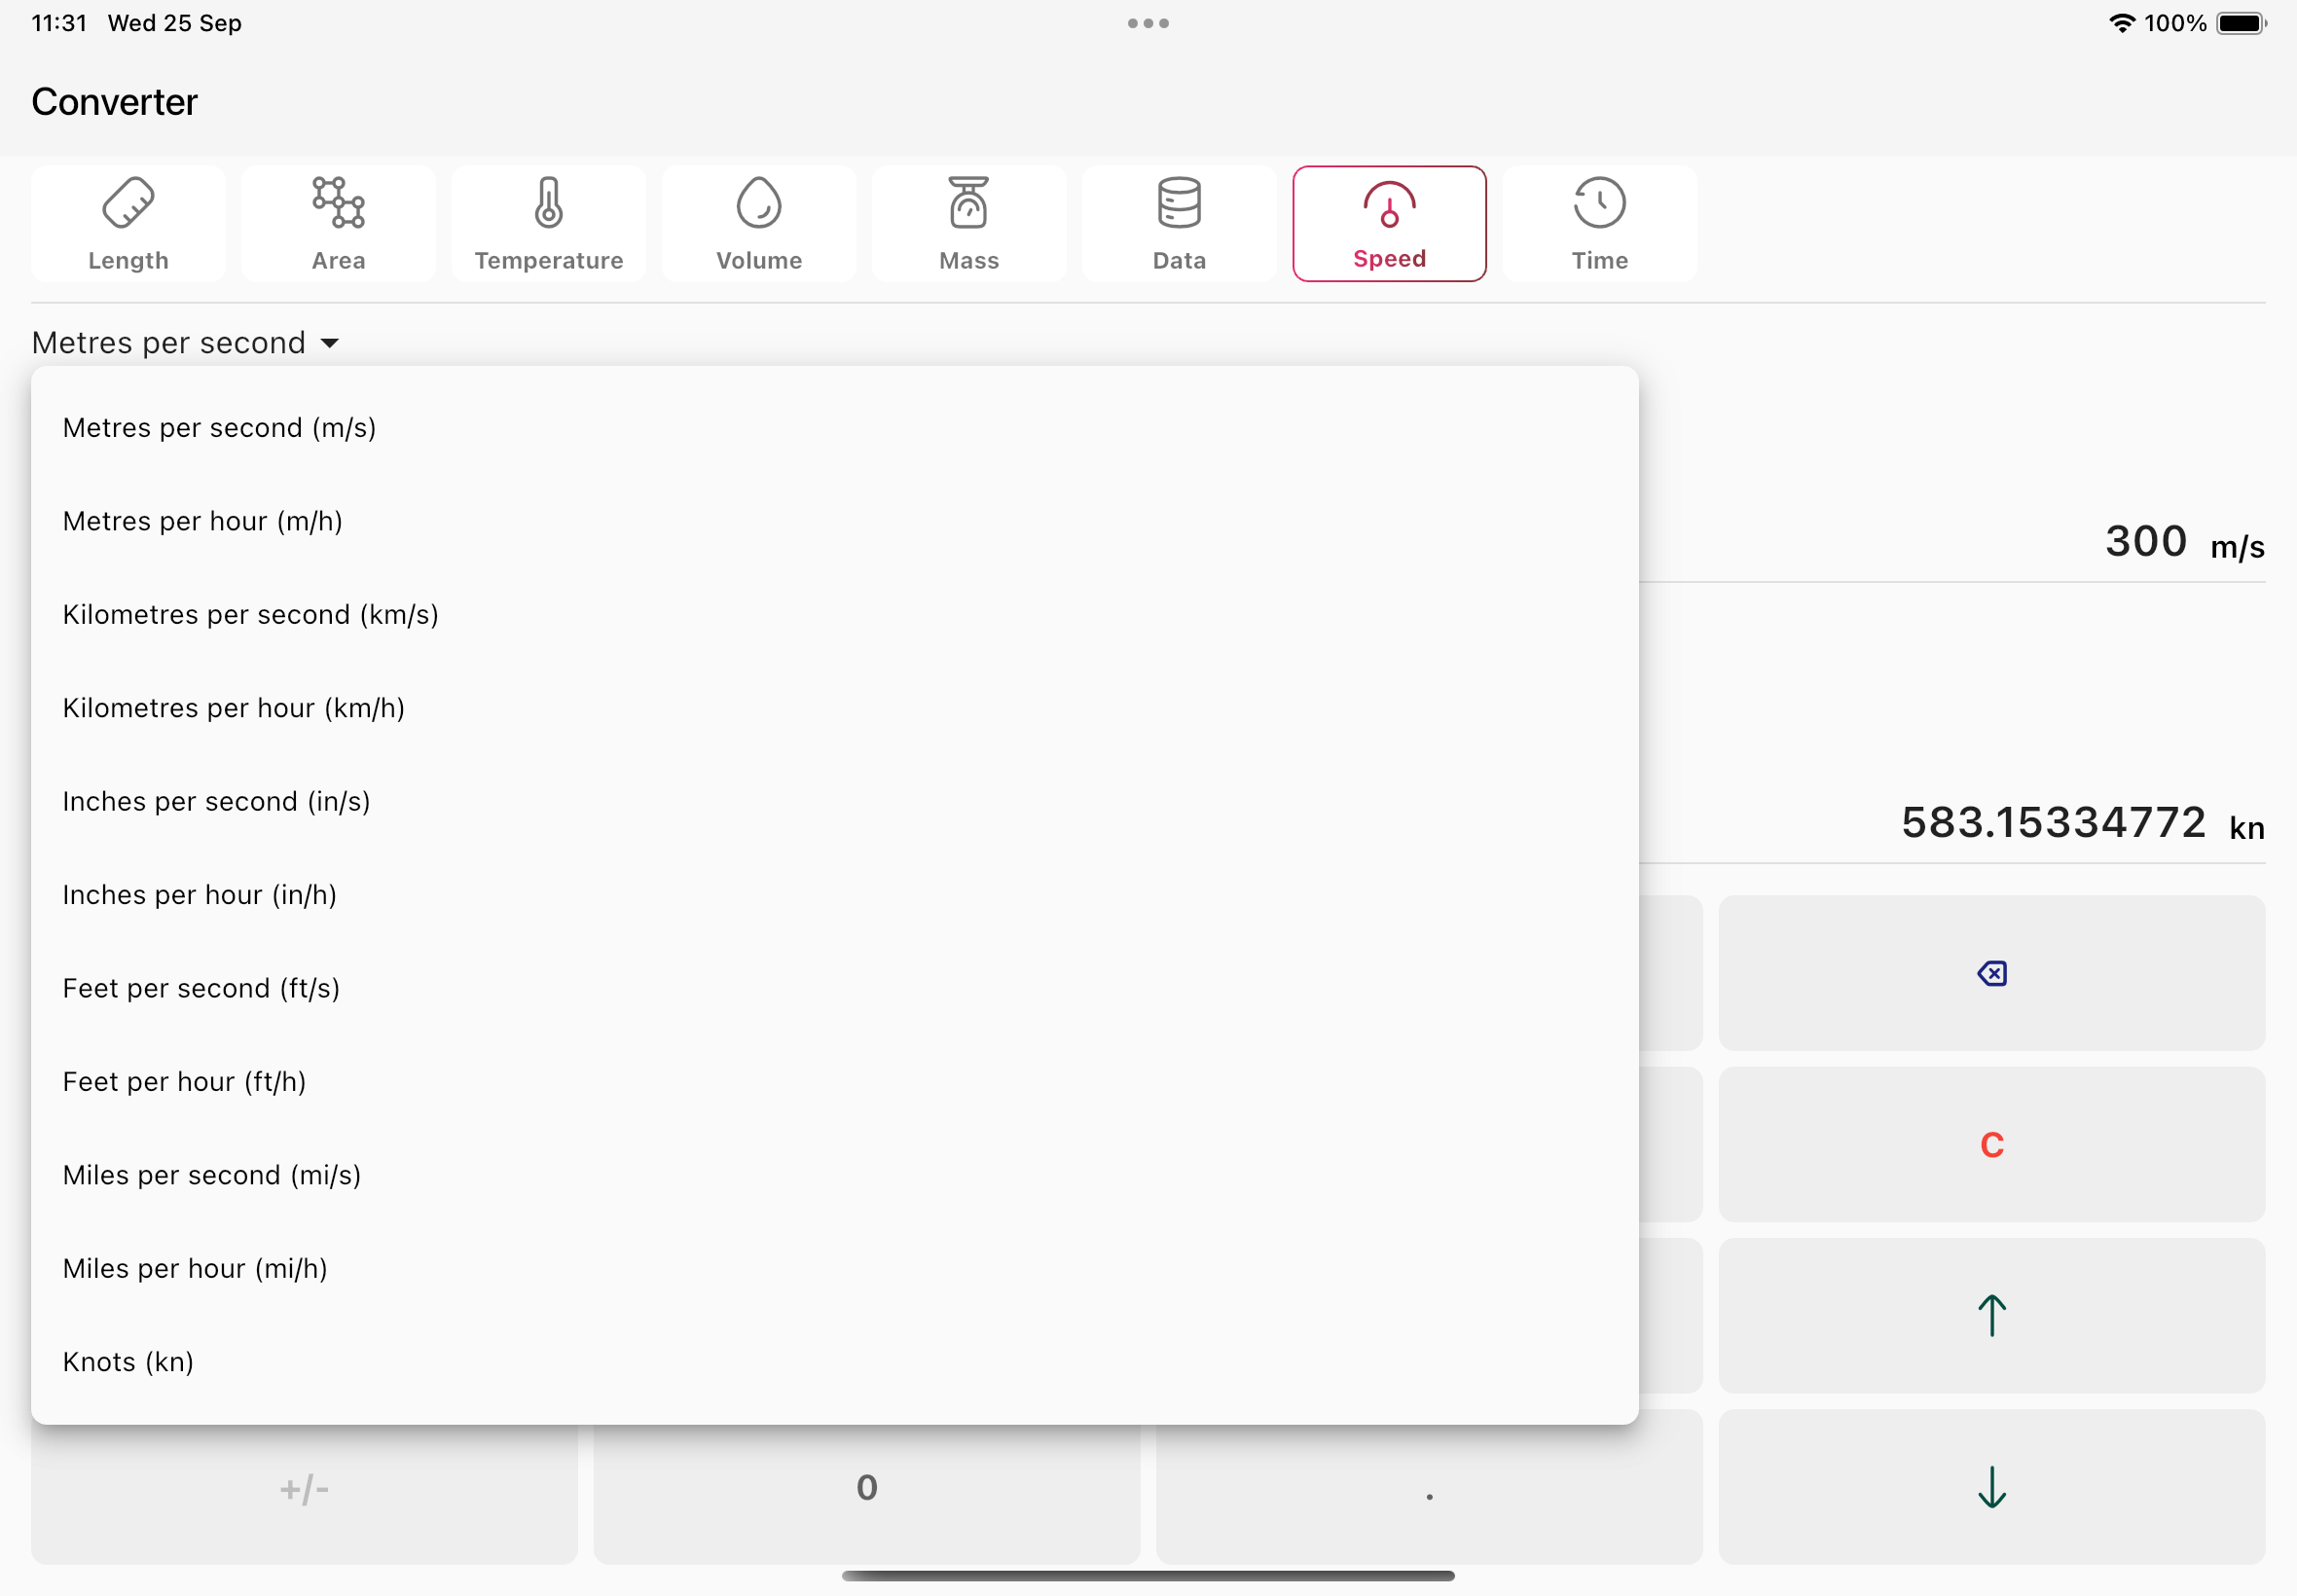 11:31 Wed 25 Sep
100%
Converter
Length
Area
Temperature
Volume
Mass
Data
Speed
Time
Metres per second
Metres per second (m/s)
Metres per hour (m/h)
300 m/s
Kilometres per second (km/s)
Kilometres per hour (km/h)
Inches per second (in/s)
583.15334772 kn
Inches per hour (in/h)
Feet per second (ft/s)
Feet per hour (ft/h)
C
Miles per second (mi/s)
Miles per hour (mi/h)
Knots (kn)
+/-
0
.